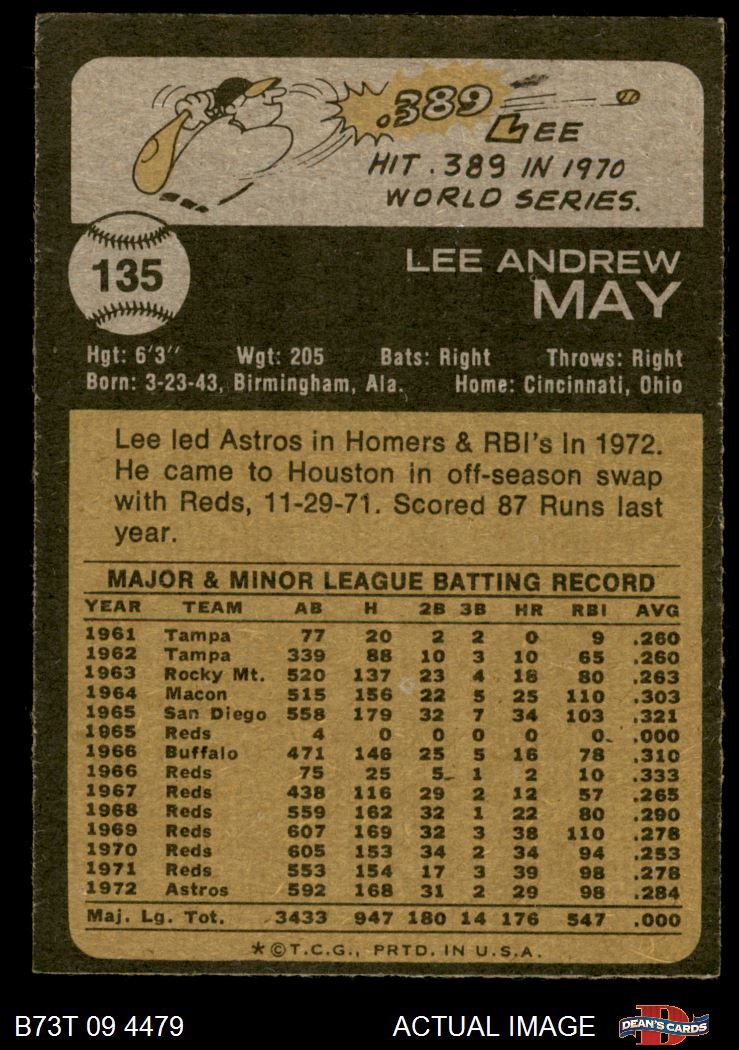 .389
LEE
HIT .389 IN 1970
WORLD SERIES.
135
LEE ANDREW
MAY
Hgt: 6'3" Wgt: 205 Bats: Right Throws: Right
Born: 3-23-43, Birmingham, Ala. Home: Cincinnati, Ohio
Lee led Astros in Homers & RBI's in 1972.
He came to Houston in off-season swap
with Reds, 11-29-71. Scored 87 Runs last
year.
MAJOR & MINOR LEAGUE BATTING RECORD
YEAR TEAM AB H 2B 3B HR RBI AVG
1961 Tampa 77 20 2 2 0 9 .260
1962 Tampa 339 88 10 3 10 65 .260
1963 Rocky Mt. 520 137 23 4 18 80 .263
1964 Macon 515 156 22 5 25 110 .303
1965 San Diego 558 179 32 7 34 103 .321
1965 Reds 4 0 0 0 0 0 .000
1966 Buffalo 471 146 25 5 16 78 .310
1966 Reds 75 25 5 1 2 10 .333
1967 Reds 438 116 29 2 12 57 .265
1968 Reds 559 162 32 1 22 80 .290
1969 Reds 607 169 32 3 38 110 .278
1970 Reds 605 153 34 2 34 94 .253
1971 Reds 553 154 17 3 39 98 .278
1972 Astros 592 168 31 2 29 98 .284
Maj. Lg. Tot. 3433 947 180 14 176 547 .000
*©T.C.G., PRTD. IN U.S.A.
B73T 09 4479 ACTUAL IMAGE D DEAN'S CARDS